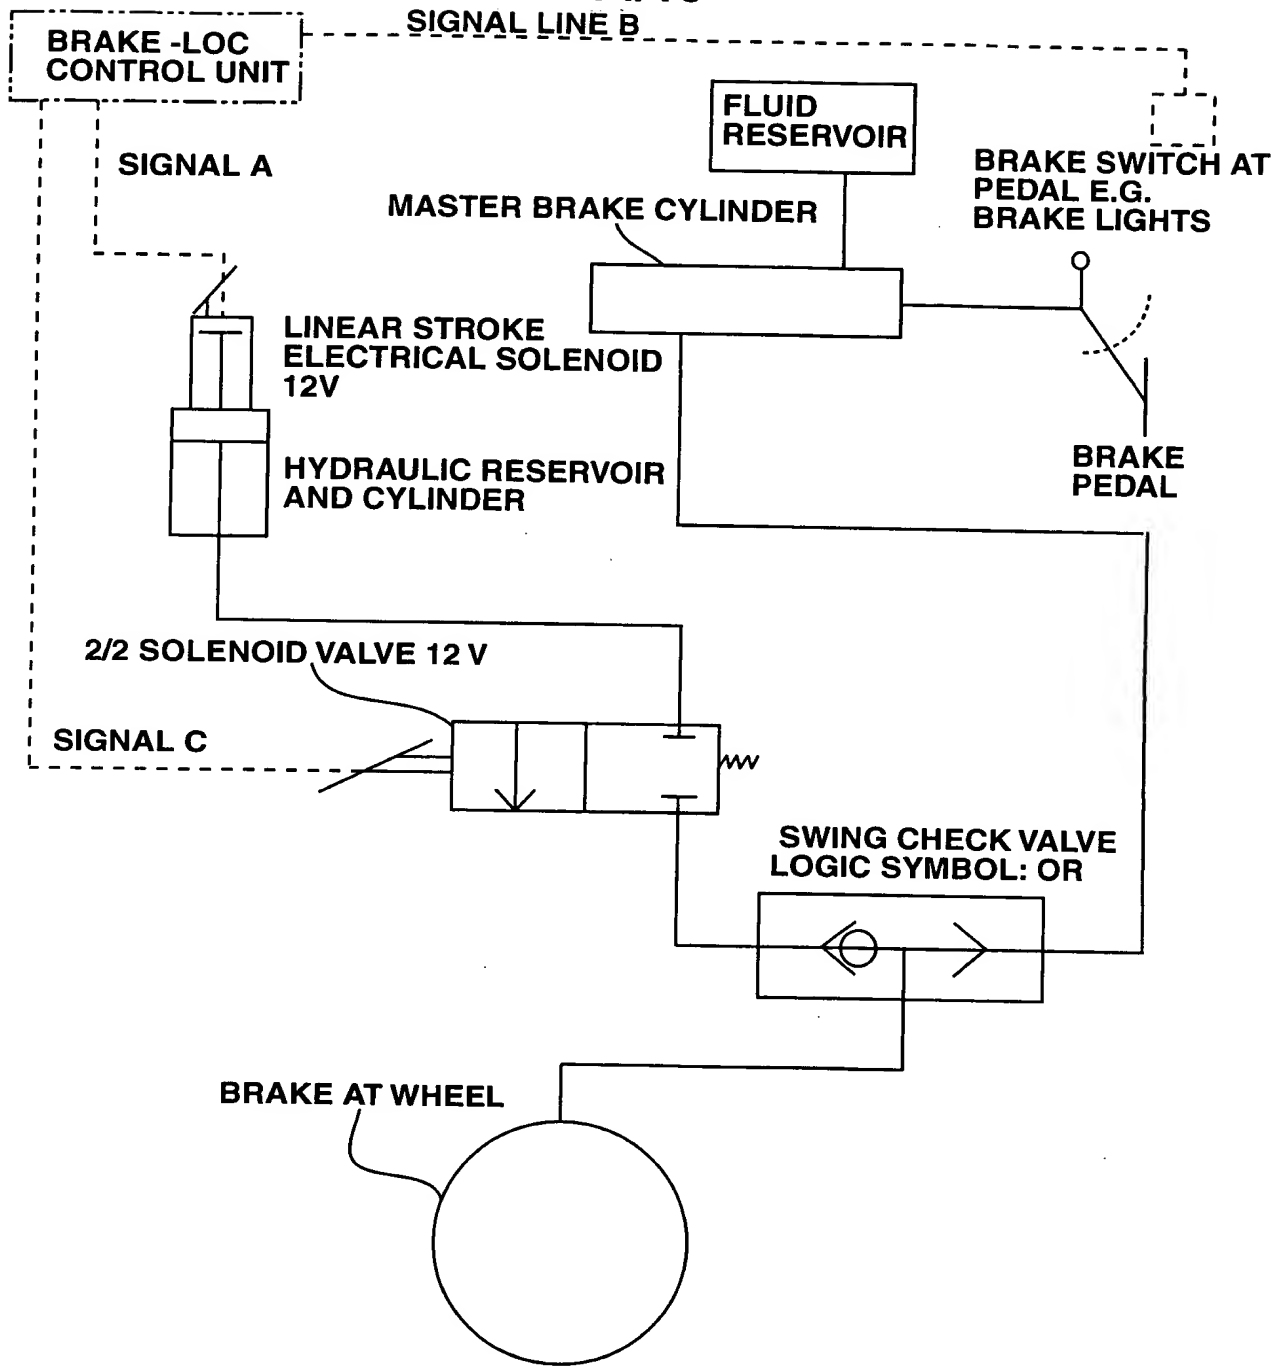 SIGNAL LINE B
BRAKE -LOC
CONTROL UNIT
FLUID
RESERVOIR
SIGNAL A
BRAKE SWITCH AT
PEDAL E.G.
BRAKE LIGHTS
MASTER BRAKE CYLINDER
LINEAR STROKE
ELECTRICAL SOLENOID
12V
BRAKE
PEDAL
HYDRAULIC RESERVOIR
AND CYLINDER
2/2 SOLENOID VALVE 12 V
SIGNAL C
SWING CHECK VALVE
LOGIC SYMBOL: OR
BRAKE AT WHEEL